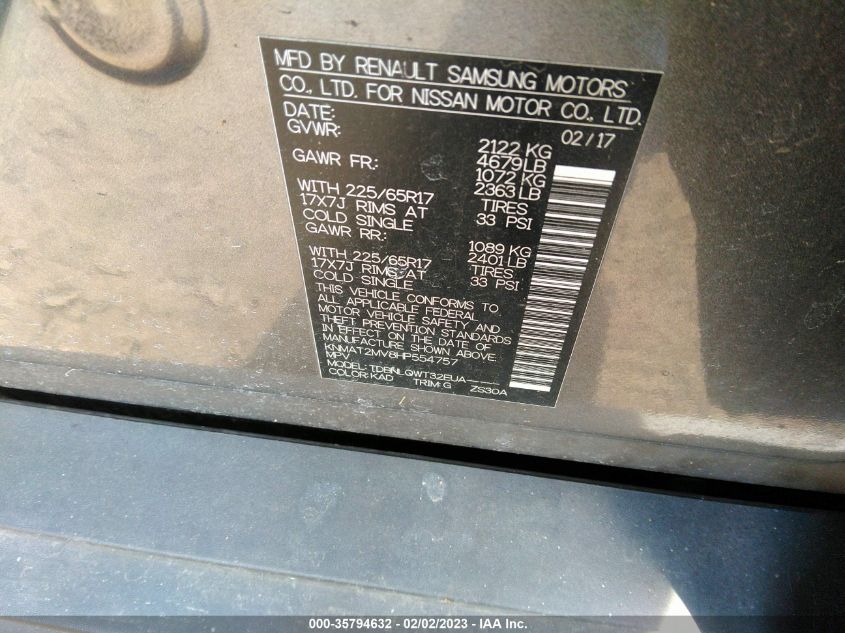 MFD BY RENAULT SAMSUNG MOTORS
CO., LTD. FOR NISSAN MOTOR CO., LTD.
DATE: 02/17
GVWR: 2122 KG
4679LB
GAWR FR: 1072 KG
2363 LB
WITH 225/65R17 TIRES
17X7J RIMS AT 33 PSI
COLD SINGLE
GAWR RR: 1089 KG
2401 LB
WITH 225/65R17 TIRES
17X7J RIMS AT 33 PSI
COLD SINGLE
THIS VEHICLE CONFORMS TO
ALL APPLICABLE FEDERAL
MOTOR VEHICLE SAFETY AND
THEFT PREVENTION STANDARDS
IN EFFECT ON THE DATE OF
MANUFACTURE SHOWN ABOVE.
KNMAT2MV8HP554757
MPV
MODEL: TDBNLQWT32EUA-----
COLOR: KAD TRIM: G ZS30A
000-35794632 - 02/02/2023 - IAA Inc.